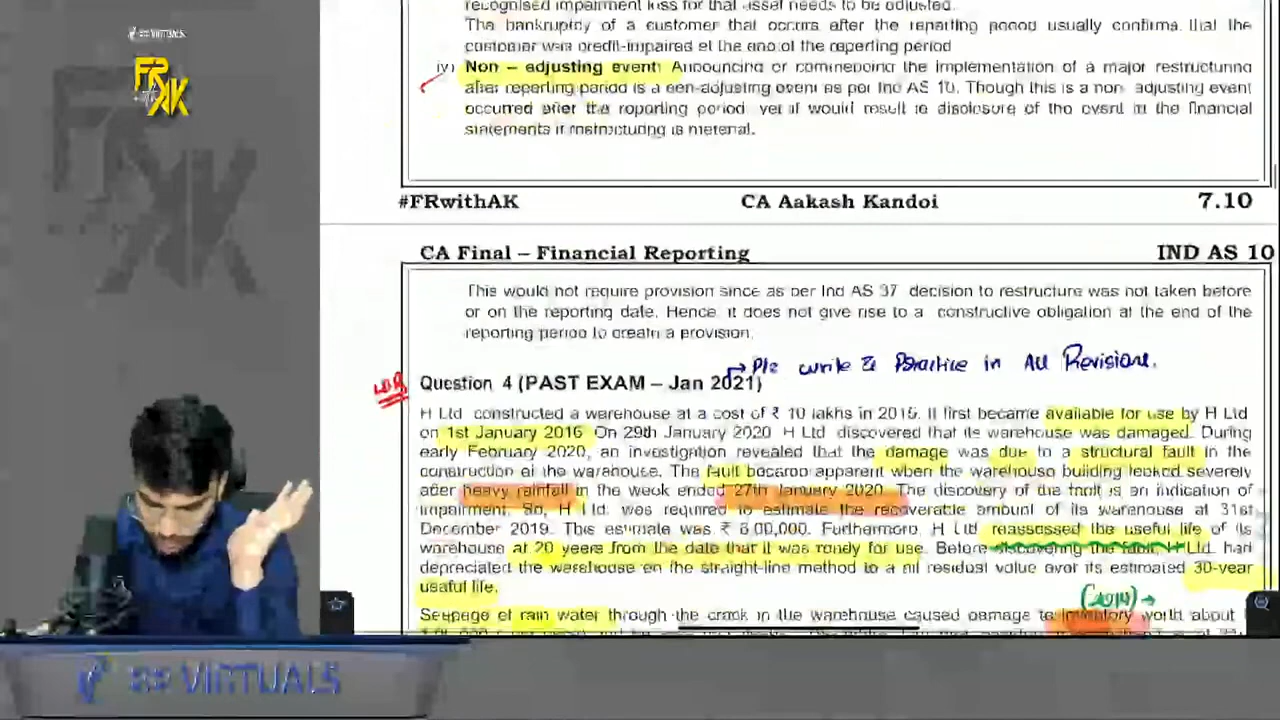 FR
AK
recognised impairment loss for that asset needs to be adjusted.
The bankruptcy of a customer that occurs after the reporting period usually confirms that the
customer was credit-impaired at the end of the reporting period
(iv) Non – adjusting event: Announcing or commencing the implementation of a major restructuring
after reporting period is a non-adjusting event as per Ind AS 10. Though this is a non-adjusting event
occurred after the reporting period, yet it would result in disclosure of the event in the financial
statements if restructuring is material.
#FRwithAK CA Aakash Kandoi 7.10
CA Final – Financial Reporting IND AS 10
This would not require provision since as per Ind AS 37 decision to restructure was not taken before
or on the reporting date. Hence, it does not give rise to a constructive obligation at the end of the
reporting period to create a provision.
→ Plz write & Practice in All Revisions.
Question 4 (PAST EXAM – Jan 2021)
H Ltd constructed a warehouse at a cost of ₹ 10 lakhs in 2015. It first became available for use by H Ltd
on 1st January 2016 On 29th January 2020 H Ltd discovered that its warehouse was damaged. During
early February 2020, an investigation revealed that the damage was due to a structural fault in the
construction of the warehouse. The fault became apparent when the warehouse building leaked severely
after heavy rainfall in the week ended 27th January 2020. The discovery of the fault is an indication of
impairment. So, H Ltd. was required to estimate the recoverable amount of its warehouse at 31st
December 2019. This estimate was ₹ 6,00,000. Furthermore, H Ltd reassessed the useful life of its
warehouse at 20 years from the date that it was ready for use. Before discovering the fault, H Ltd. had
depreciated the warehouse on the straight-line method to a nil residual value over its estimated 30-year
useful life.
Seepage of rain water through the crack in the warehouse caused damage to inventory worth about
VIRTUALS